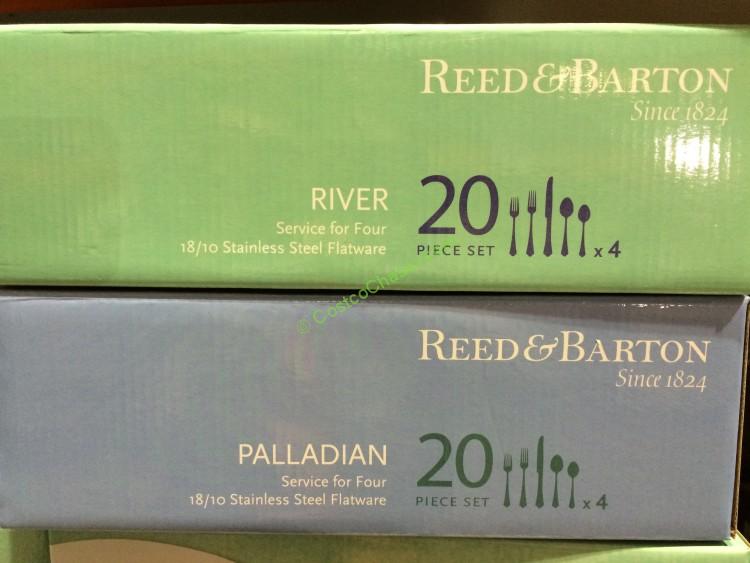 REED & BARTON
Since 1824
RIVER
Service for Four
18/10 Stainless Steel Flatware
20
PIECE SET
x 4
© CostcoCha
REED & BARTON
Since 1824
PALLADIAN
Service for Four
18/10 Stainless Steel Flatware
20
PIECE SET
x 4